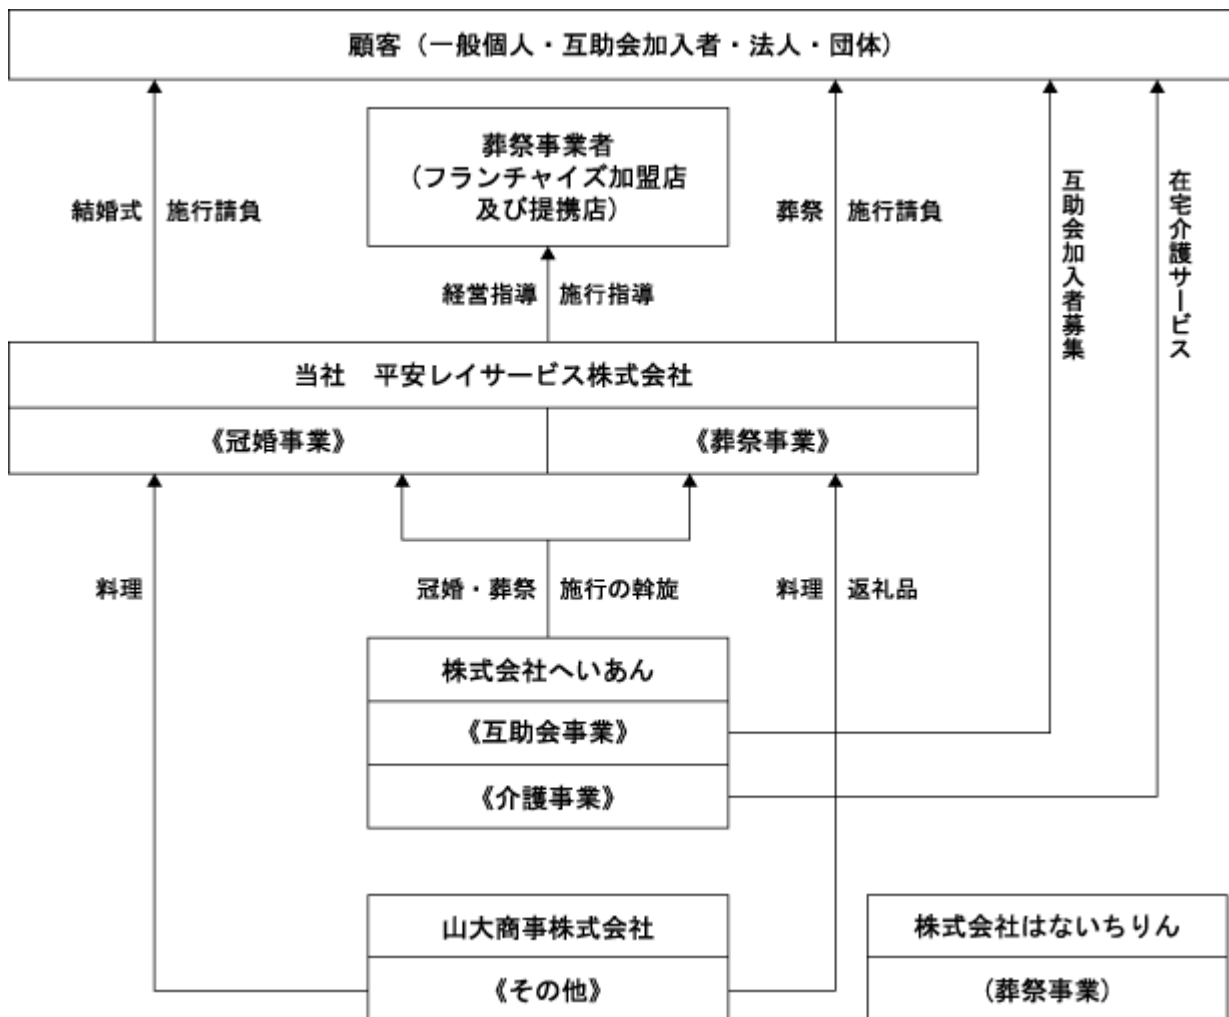 顧客(一般個人・互助会加入者・法人・団体)
葬祭事業者
(フランチャイズ加盟店
及び提携店)
結婚式 施行請負
葬祭 施行請負
互助会加入者募集
在宅介護サービス
経営指導 施行指導
当社 平安レイサービス株式会社
《冠婚事業》
《葬祭事業》
料理
冠婚・葬祭 施行の斡旋
料理 返礼品
株式会社へいあん
《互助会事業》
《介護事業》
山大商事株式会社
《その他》
株式会社はないちりん
(葬祭事業)